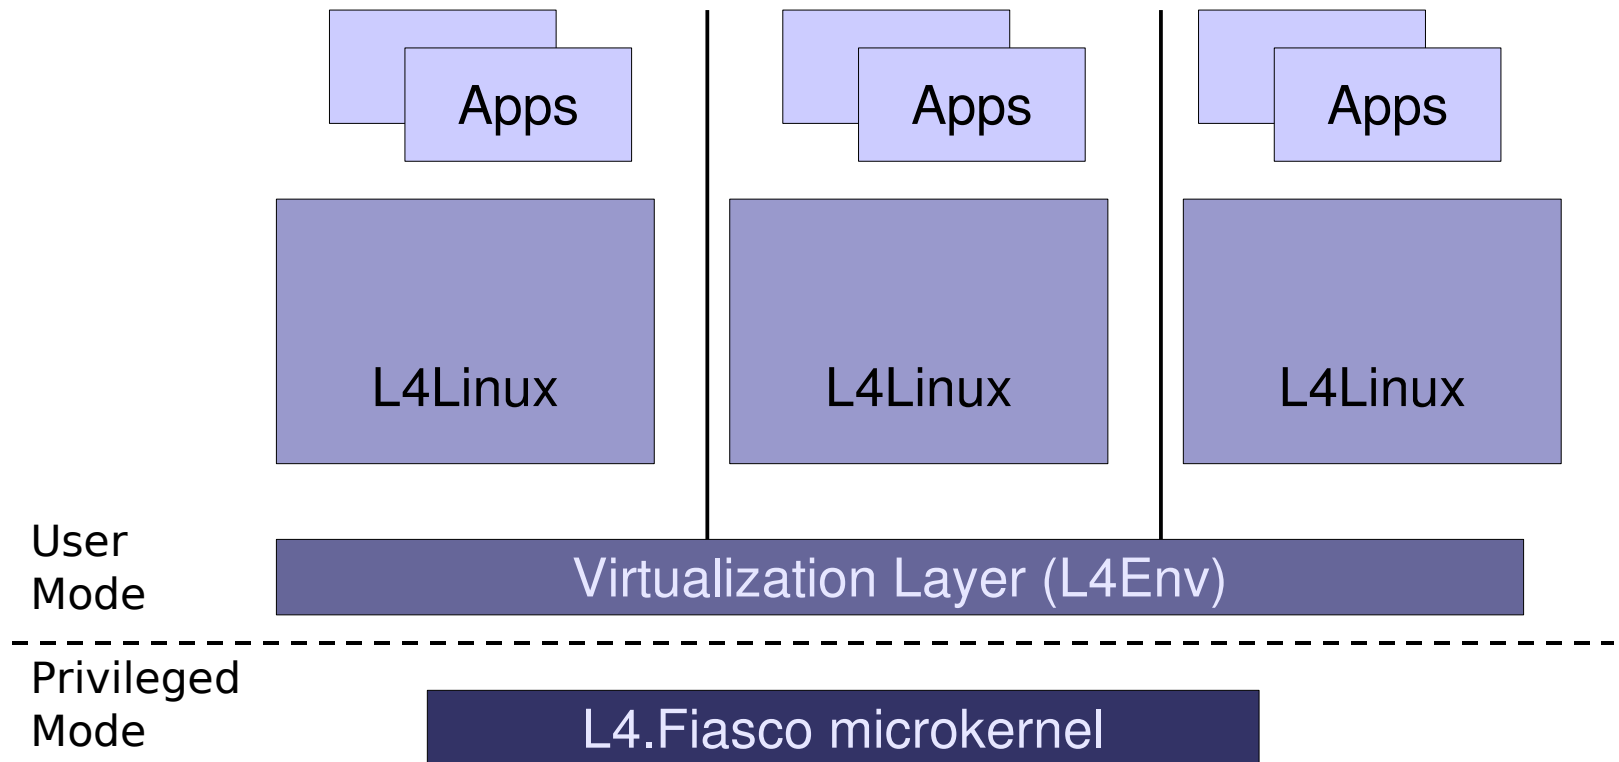 Apps
Apps
Apps
L4Linux
L4Linux
L4Linux
User
Mode
Virtualization Layer (L4Env)
Privileged
Mode
L4.Fiasco microkernel